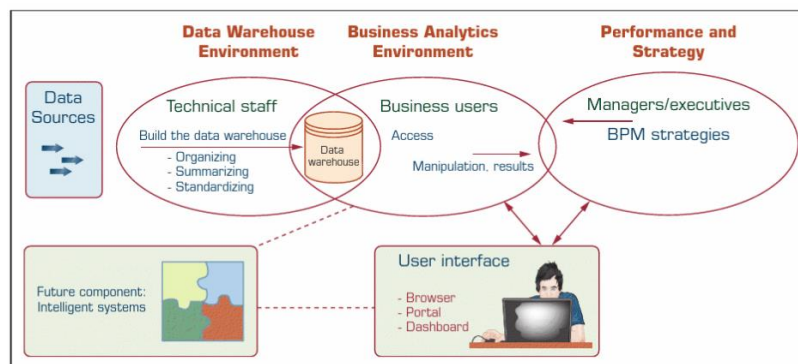 Data Warehouse
Environment
Business Analytics
Environment
Performance and
Strategy
Data
Sources
Technical staff
Build the data warehouse
- Organizing
- Summarizing
- Standardizing
Data
warehouse
Business users
Access
Manipulation, results
Managers/executives
BPM strategies
Future component:
Intelligent systems
User interface
- Browser
- Portal
- Dashboard